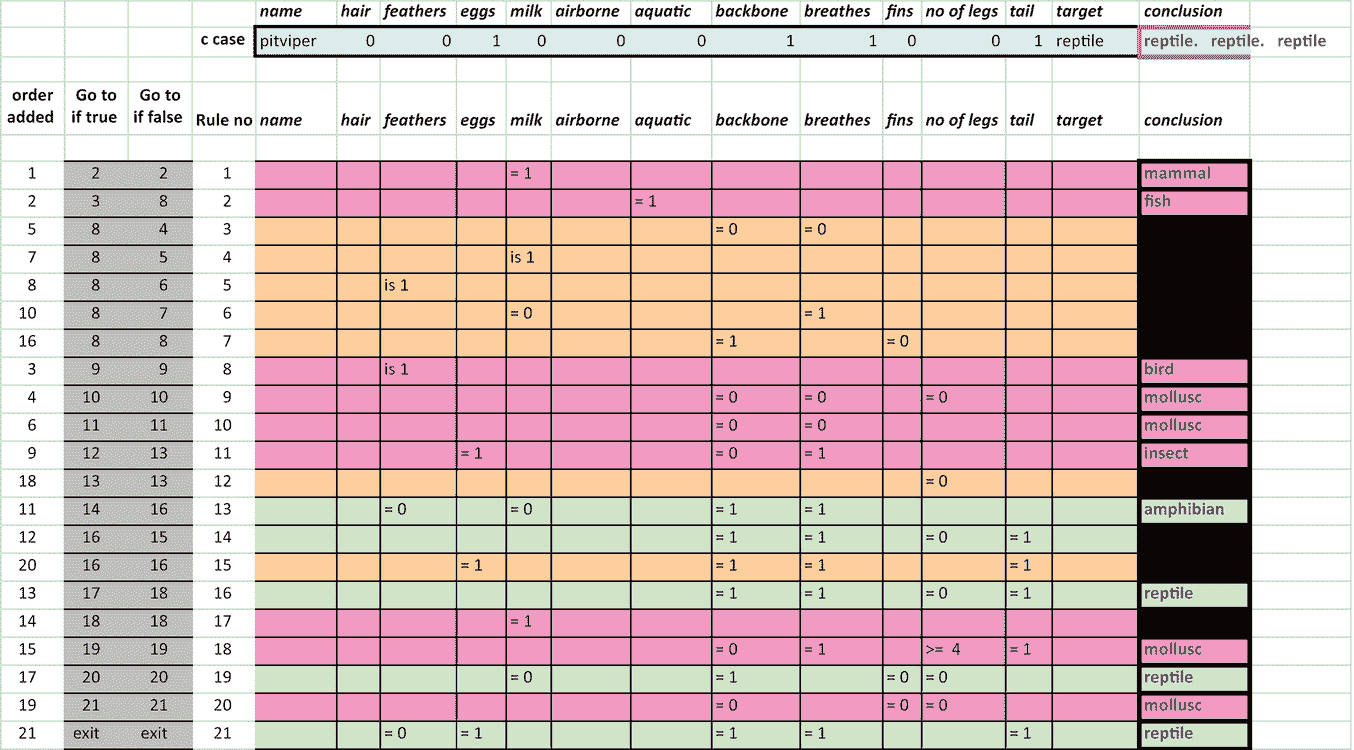 name hair feathers eggs milk airborne aquatic backbone breathes fins no of legs tail target conclusion
c case pitviper 0 0 1 0 0 0 1 1 0 0 1 reptile reptile. reptile. reptile
order added Go to if true Go to if false Rule no name hair feathers eggs milk airborne aquatic backbone breathes fins no of legs tail target conclusion
1 2 2 1 = 1 mammal
2 3 8 2 = 1 fish
5 8 4 3 = 0 = 0
7 8 5 4 is 1
8 8 6 5 is 1
10 8 7 6 = 0 = 1
16 8 8 7 = 1 = 0
3 9 9 8 is 1 bird
4 10 10 9 = 0 = 0 = 0 mollusc
6 11 11 10 = 0 = 0 mollusc
9 12 13 11 = 1 = 0 = 1 insect
18 13 13 12 = 0
11 14 16 13 = 0 = 0 = 1 = 1 amphibian
12 16 15 14 = 1 = 1 = 0 = 1
20 16 16 15 = 1 = 1 = 1 = 1
13 17 18 16 = 1 = 1 = 0 = 1 reptile
14 18 18 17 = 1
15 19 19 18 = 0 = 1 >= 4 = 1 mollusc
17 20 20 19 = 0 = 1 = 0 = 0 reptile
19 21 21 20 = 0 = 0 = 0 mollusc
21 exit exit 21 = 0 = 1 = 1 = 1 = 1 reptile